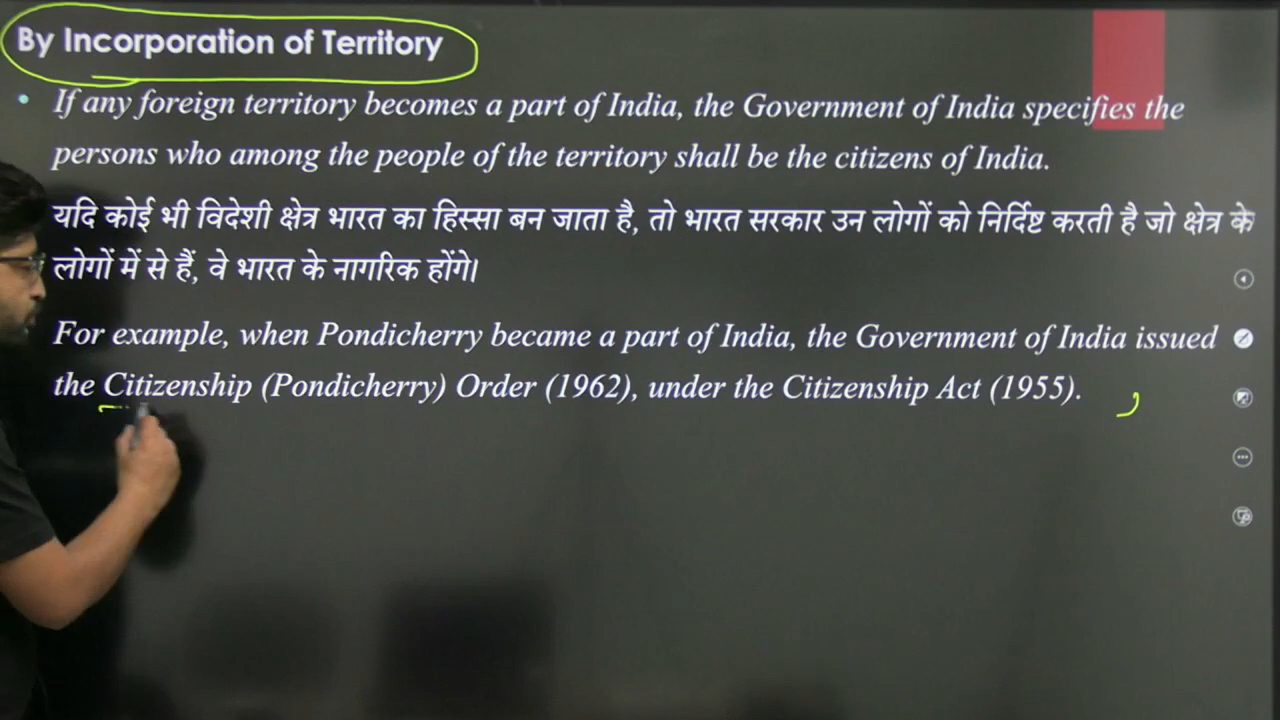 By Incorporation of Territory
• If any foreign territory becomes a part of India, the Government of India specifies the
persons who among the people of the territory shall be the citizens of India.
यदि कोई भी विदेशी क्षेत्र भारत का हिस्सा बन जाता है, तो भारत सरकार उन लोगों को निर्दिष्ट करती है जो क्षेत्र के
लोगों में से हैं, वे भारत के नागरिक होंगे।
For example, when Pondicherry became a part of India, the Government of India issued
the Citizenship (Pondicherry) Order (1962), under the Citizenship Act (1955).